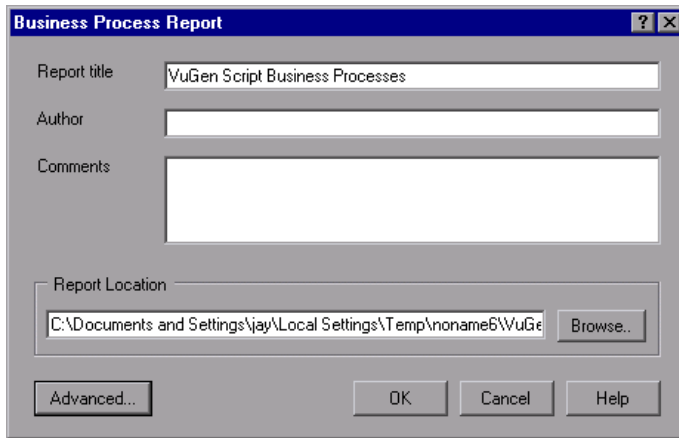 Business Process Report
Report title
VuGen Script Business Processes
Author
Comments
Report Location
C:\Documents and Settings\jay\Local Settings\Temp\noname6\VuGe
Browse..
Advanced...
OK
Cancel
Help